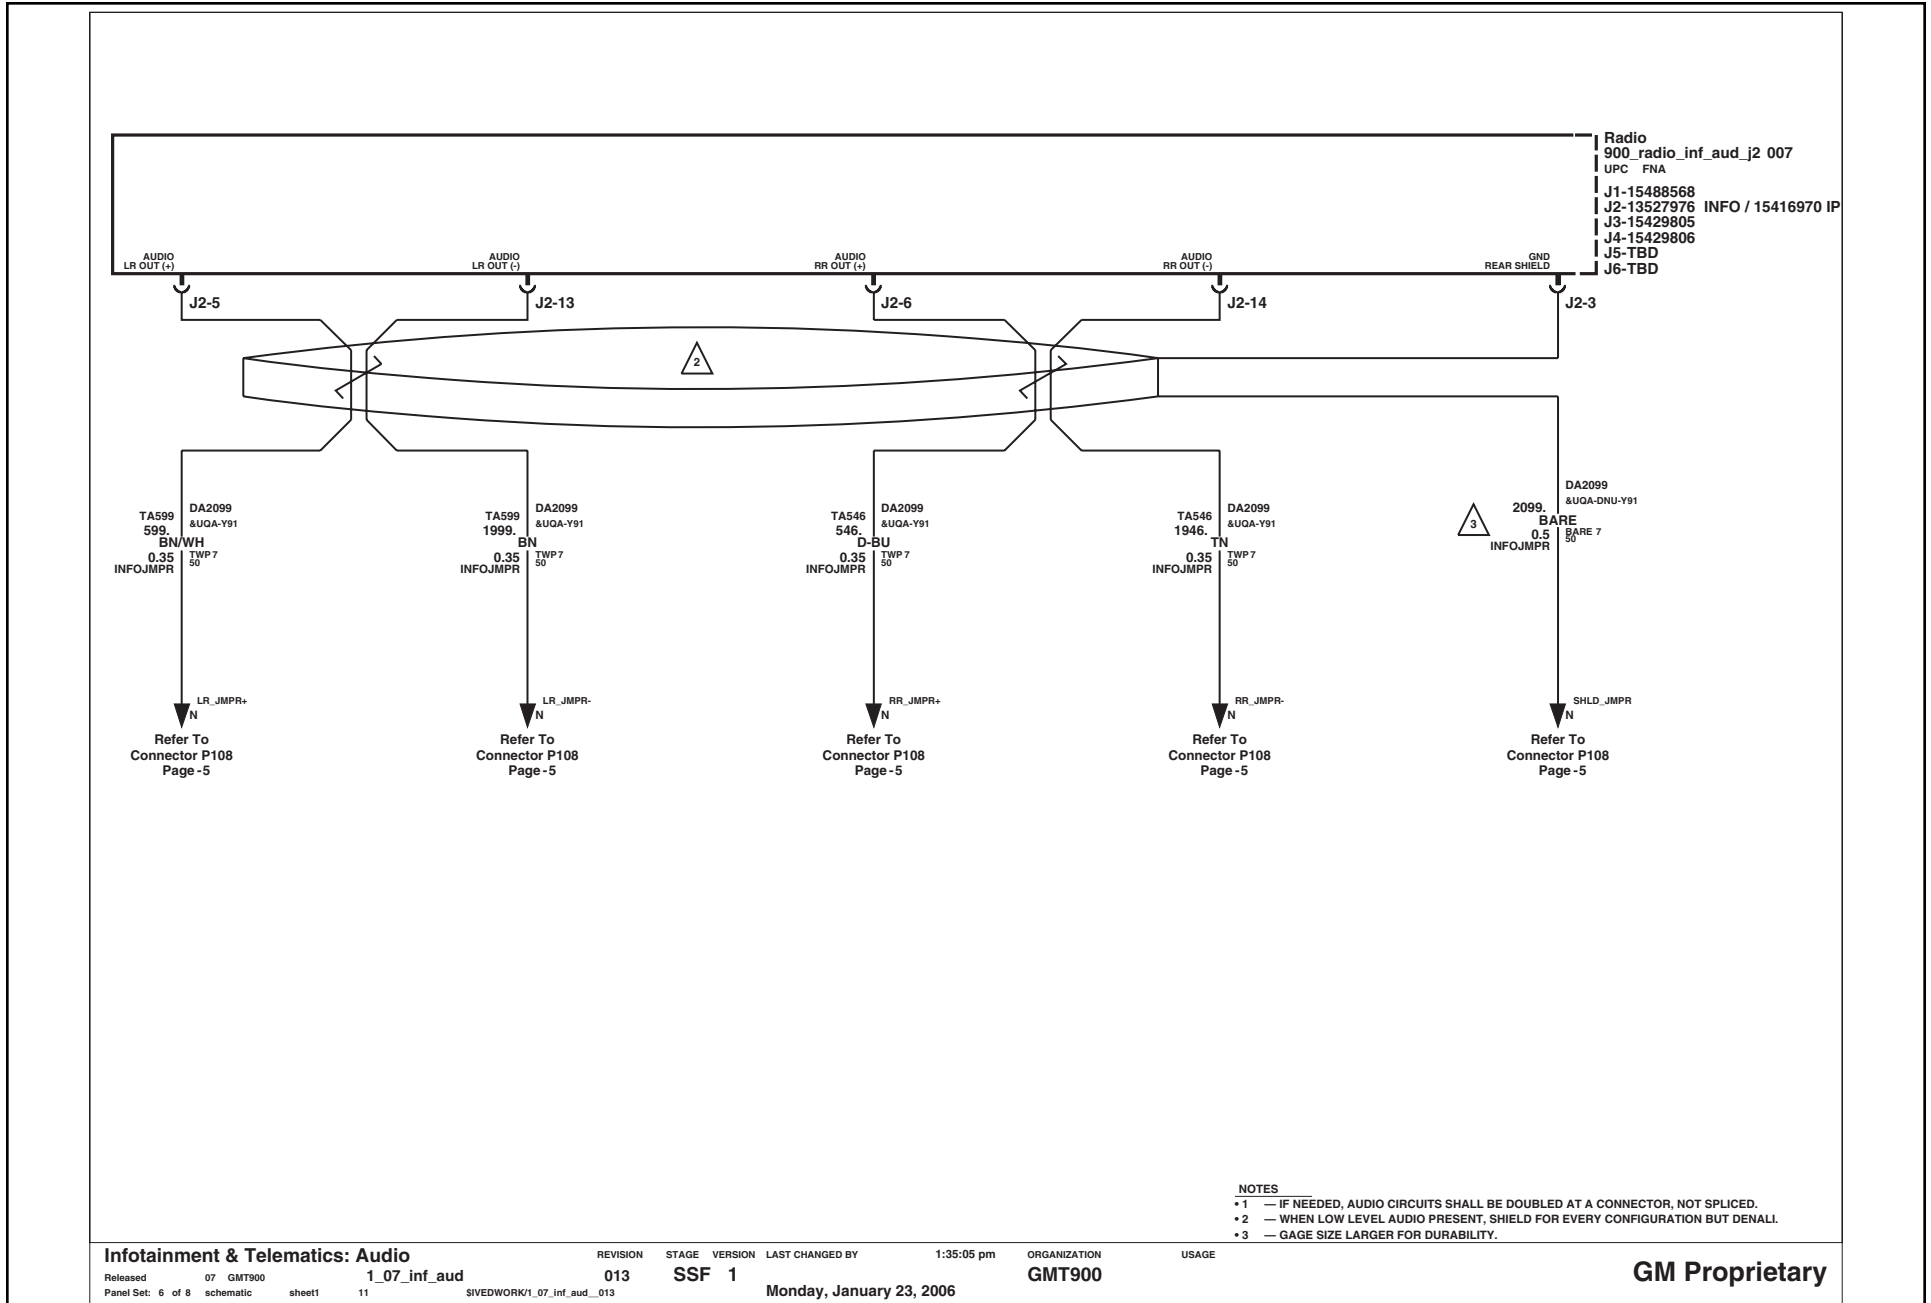 Radio
900_radio_inf_aud_j2 007
UPC FNA
J1-15488568
J2-13527976 INFO / 15416970 IP
J3-15429805
J4-15429806
J5-TBD
J6-TBD
AUDIO
LR OUT (+)
AUDIO
LR OUT (-)
AUDIO
RR OUT (+)
AUDIO
RR OUT (-)
GND
REAR SHIELD
J2-5
J2-13
J2-6
J2-14
J2-3
2
TA599
599.
BN/WH
0.35
INFOJMPR
DA2099
&UQA-Y91
TWP 7
50
TA599
1999.
BN
0.35
INFOJMPR
DA2099
&UQA-Y91
TWP 7
50
TA546
546.
D-BU
0.35
INFOJMPR
DA2099
&UQA-Y91
TWP 7
50
TA546
1946.
TN
0.35
INFOJMPR
DA2099
&UQA-Y91
TWP 7
50
3
2099.
BARE
0.5
INFOJMPR
DA2099
&UQA-DNU-Y91
BARE 7
50
LR_JMPR+
N
Refer To
Connector P108
Page-5
LR_JMPR-
N
Refer To
Connector P108
Page-5
RR_JMPR+
N
Refer To
Connector P108
Page-5
RR_JMPR-
N
Refer To
Connector P108
Page-5
SHLD_JMPR
N
Refer To
Connector P108
Page-5
NOTES
• 1 — IF NEEDED, AUDIO CIRCUITS SHALL BE DOUBLED AT A CONNECTOR, NOT SPLICED.
• 2 — WHEN LOW LEVEL AUDIO PRESENT, SHIELD FOR EVERY CONFIGURATION BUT DENALI.
• 3 — GAGE SIZE LARGER FOR DURABILITY.
Infotainment & Telematics: Audio
Released 07 GMT900 1_07_inf_aud
Panel Set: 6 of 8 schematic sheet1 11 $IVEDWORK/1_07_inf_aud__013
REVISION
013
STAGE
SSF
VERSION
1
LAST CHANGED BY
1:35:05 pm
Monday, January 23, 2006
ORGANIZATION
GMT900
USAGE
GM Proprietary